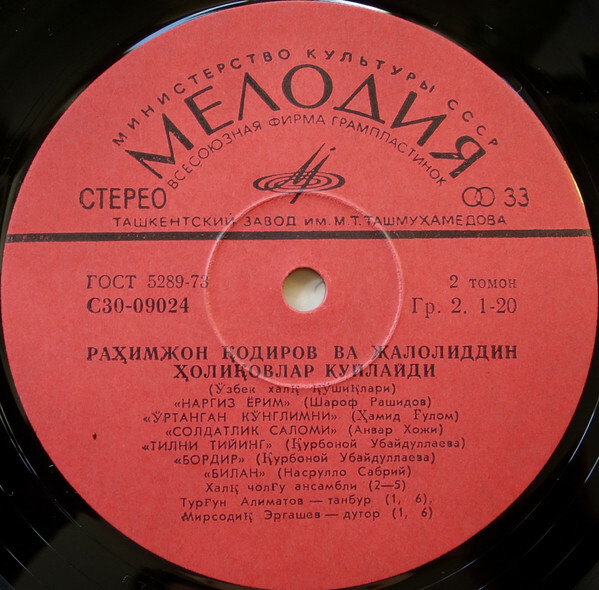 МИНИСТЕРСТВО КУЛЬТУРЫ СССР
МЕЛОДИЯ
ВСЕСОЮЗНАЯ ФИРМА ГРАМПЛАСТИНОК
СТЕРЕО
33
ТАШКЕНТСКИЙ ЗАВОД им. М.Т. ТАШМУХАМЕДОВА
ГОСТ 5289-73
2 томон
С30-09024
Гр. 2. 1-20
РАҲИМЖОН ҚОДИРОВ ВА ЖАЛОЛИДДИН
ҲОЛИҚОВЛАР КУЙЛАЙДИ
(Ўзбек халқ қўшиқлари)
«НАРГИЗ ЁРИМ» (Шароф Рашидов)
«ЎРТАНГАН КЎНГЛИМНИ» (Ҳамид Ғулом)
«СОЛДАТЛИК САЛОМИ» (Анвар Хожи)
«ТИЛНИ ТИЙИНГ» (Қурбоной Убайдуллаева)
«БОРДИР» (Қурбоной Убайдуллаева)
«БИЛАН» (Насрулло Сабрий)
Халқ чолғу ансамбли (2—5)
Турғун Алиматов — танбур (1, 6),
Мирсодиқ Эргашев — дутор (1, 6)